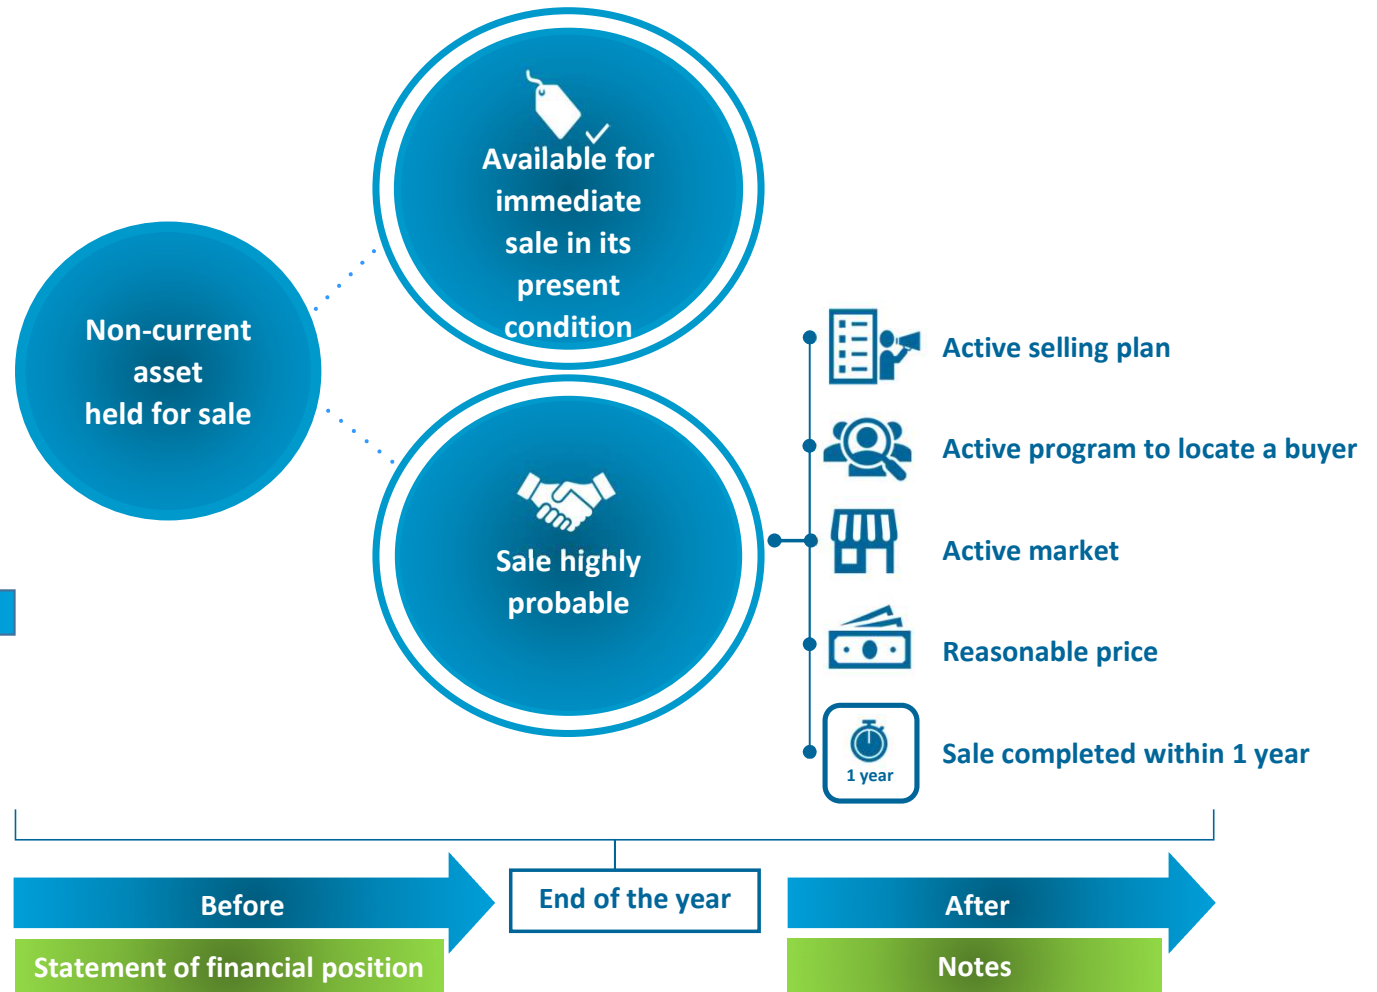 Available for
immediate
sale in its
present
condition
Non-current
asset
held for sale
Sale highly
probable
Active selling plan
Active program to locate a buyer
Active market
Reasonable price
1 year
Sale completed within 1 year
Before
End of the year
After
Statement of financial position
Notes